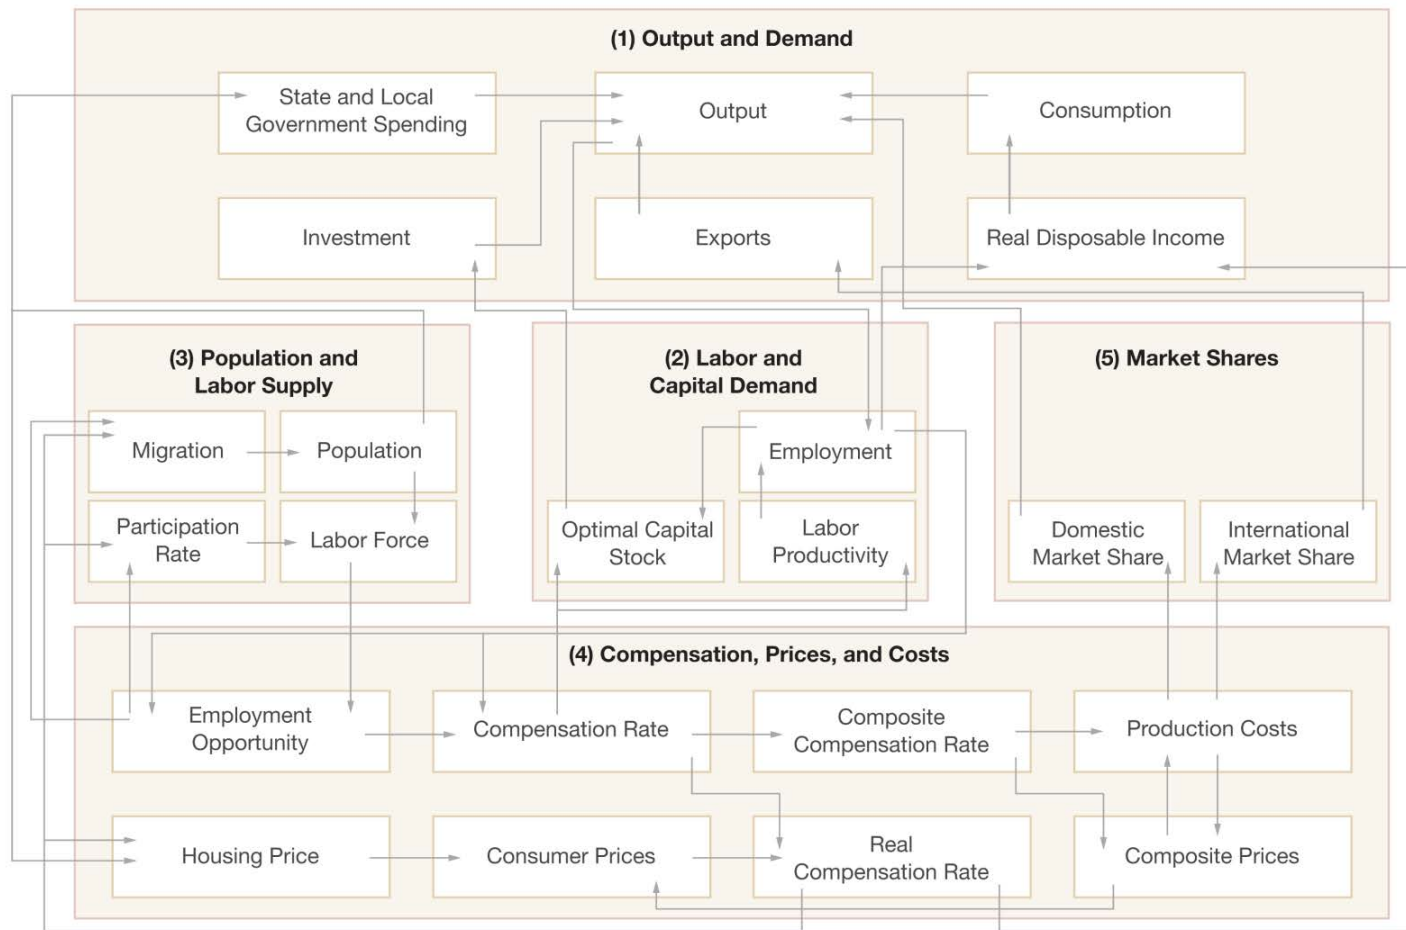 (1) Output and Demand
State and Local
Government Spending
Output
Consumption
Investment
Exports
Real Disposable Income
(3) Population and
Labor Supply
Migration
Population
Participation
Rate
Labor Force
(2) Labor and
Capital Demand
Employment
Optimal Capital
Stock
Labor
Productivity
(5) Market Shares
Domestic
Market Share
International
Market Share
(4) Compensation, Prices, and Costs
Employment
Opportunity
Compensation Rate
Composite
Compensation Rate
Production Costs
Housing Price
Consumer Prices
Real
Compensation Rate
Composite Prices